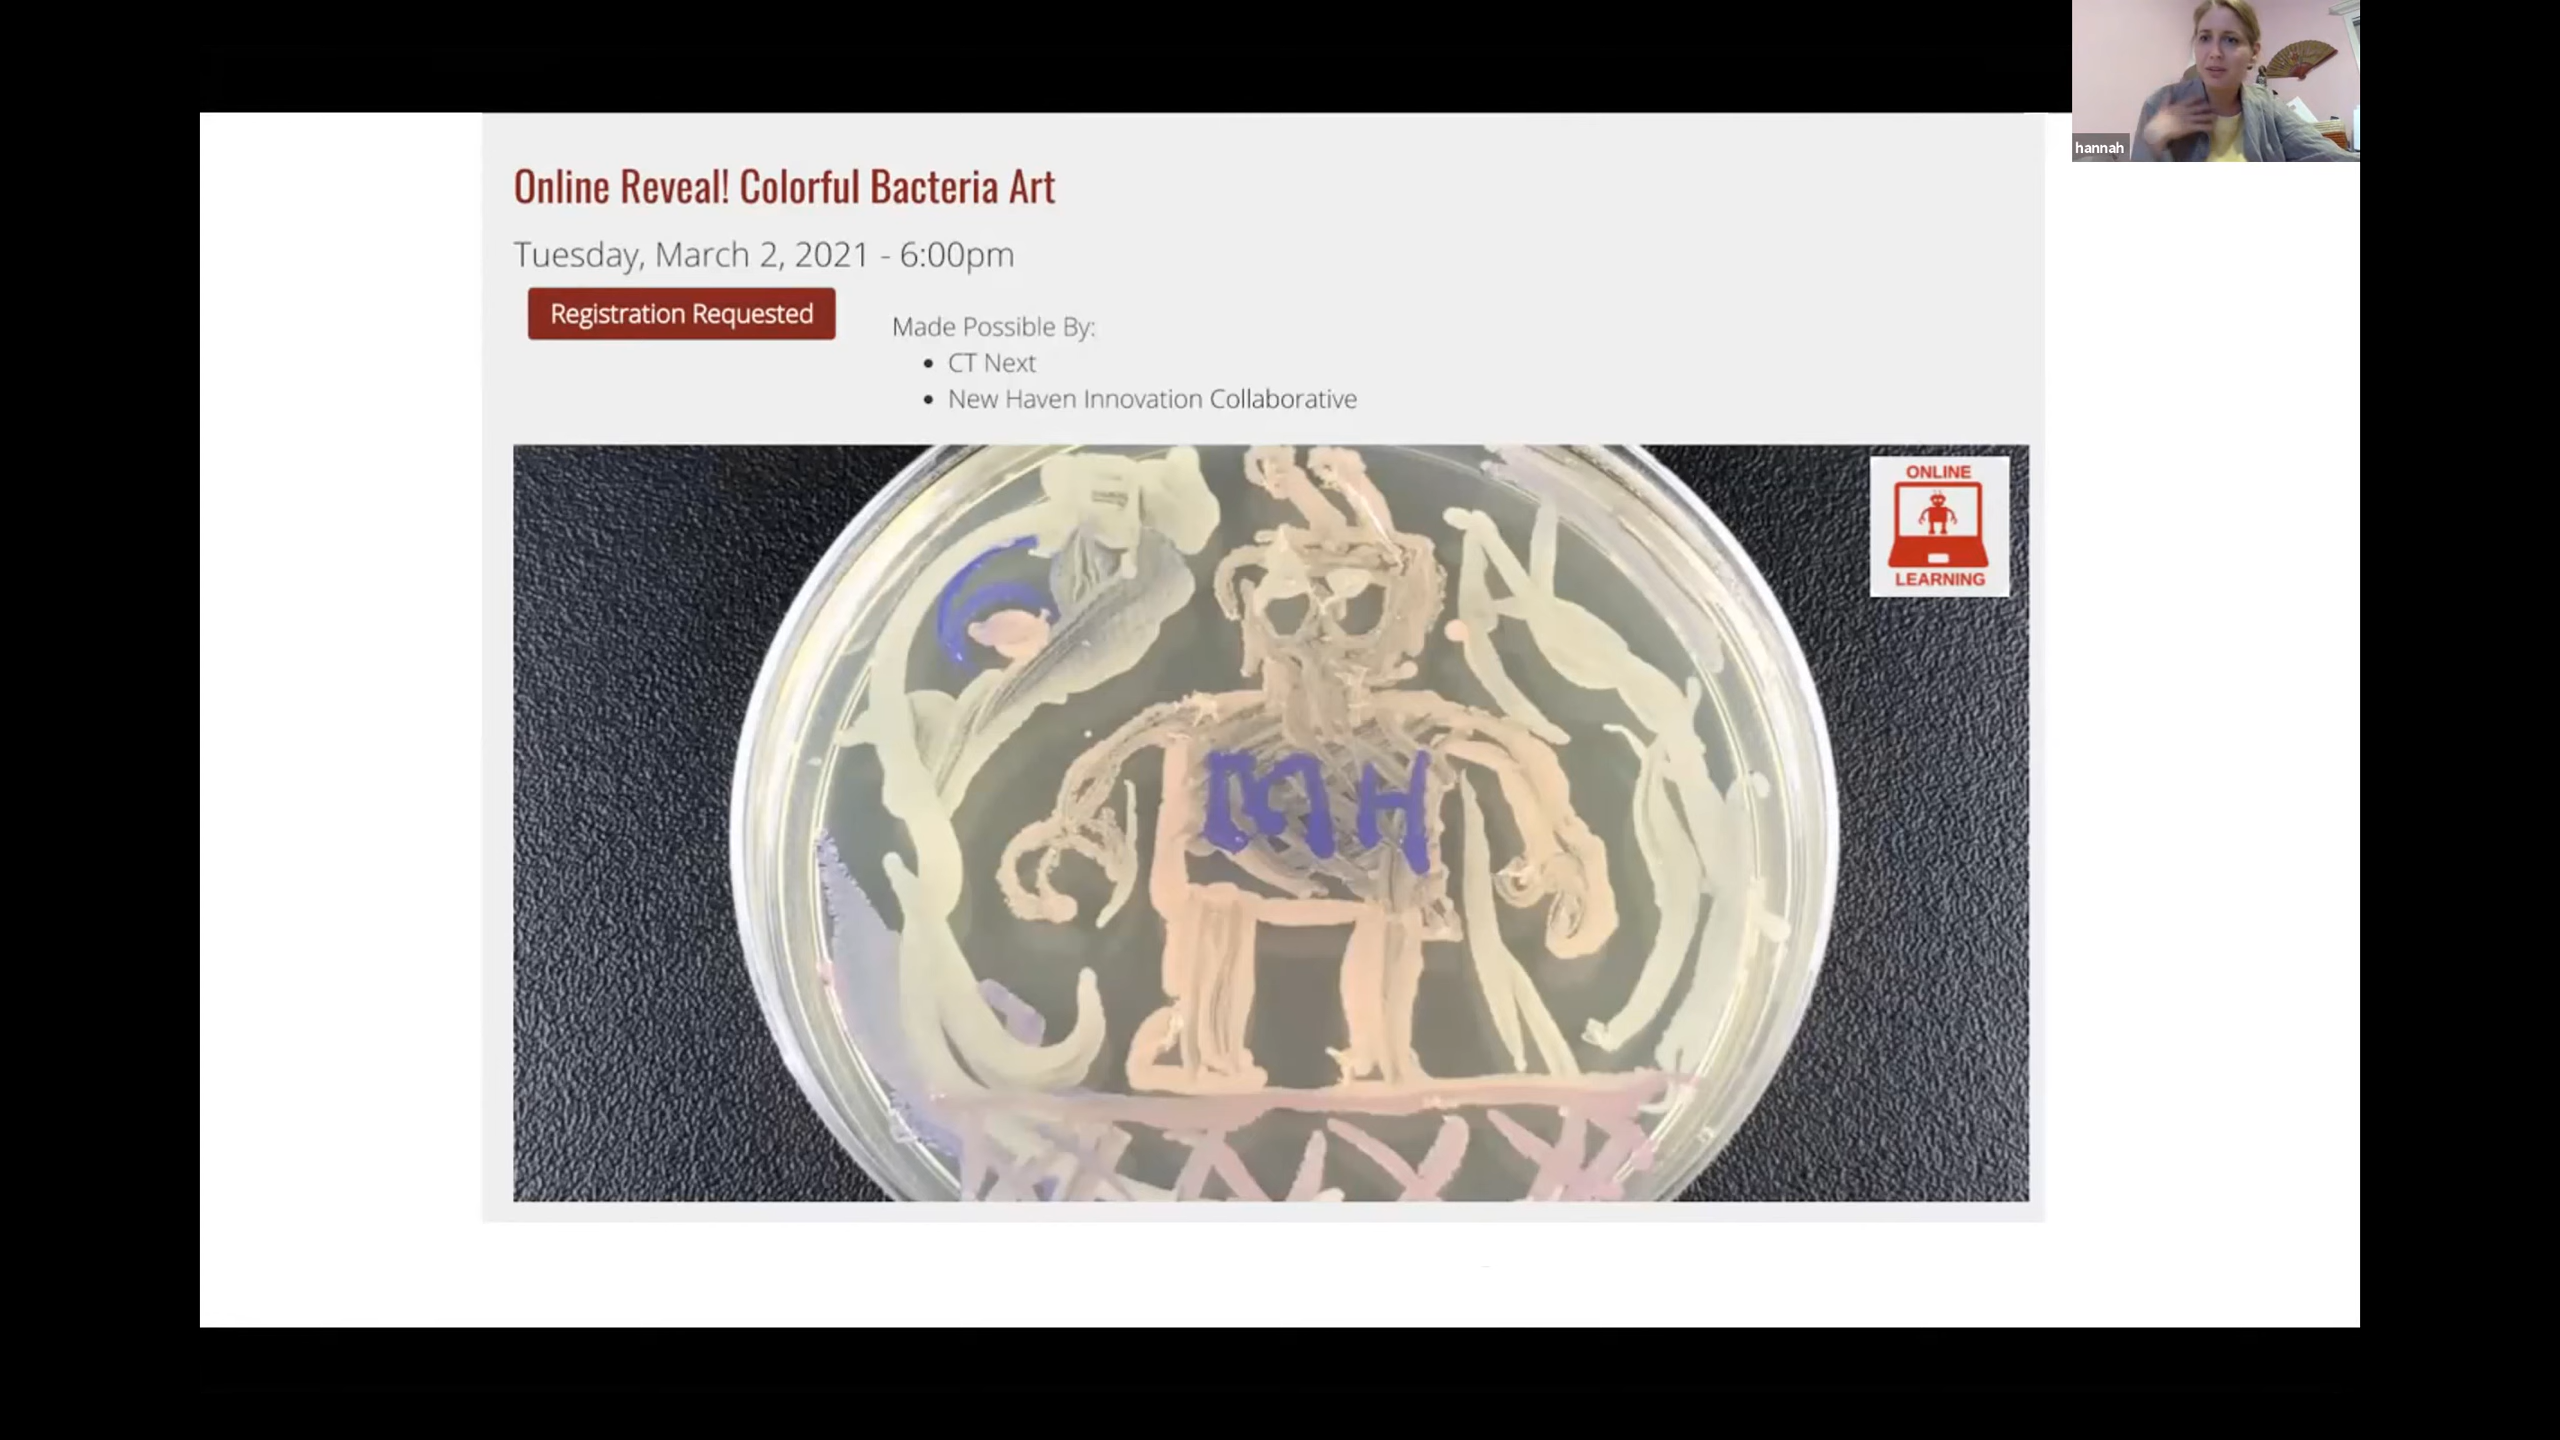 hannah
Online Reveal! Colorful Bacteria Art
Tuesday, March 2, 2021 - 6:00pm
Registration Requested
Made Possible By:
• CT Next
• New Haven Innovation Collaborative
ONLINE
LEARNING
MH